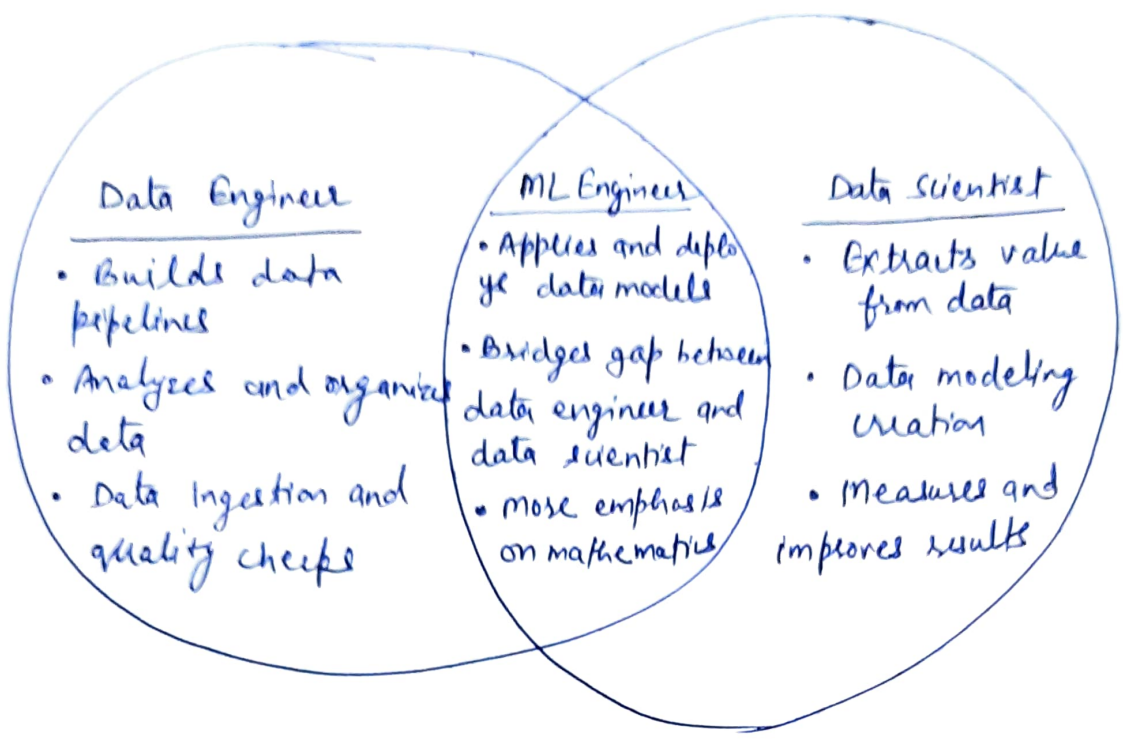 Data Engineer
• Builds data
pipelines
• Analyzes and organizes
data
• Data Ingestion and
quality checks
ML Engineer
• Applies and deplo
ys data models
• Bridges gap between
data engineer and
data scientist
• More emphasis
on mathematics
Data Scientist
• Extracts value
from data
• Data modeling
creation
• Measures and
improves results